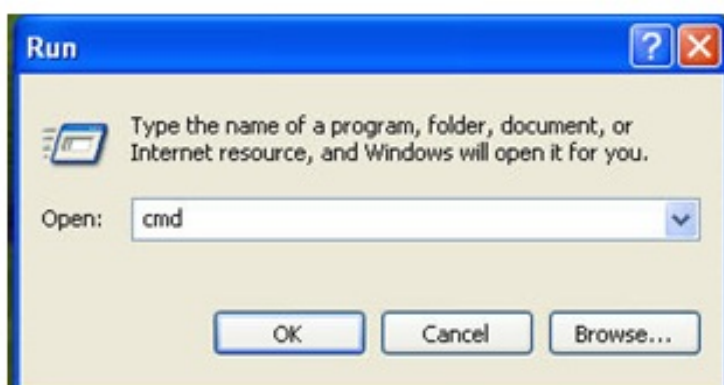 Run
Type the name of a program, folder, document, or
Internet resource, and Windows will open it for you.
Open: cmd
OK Cancel Browse...